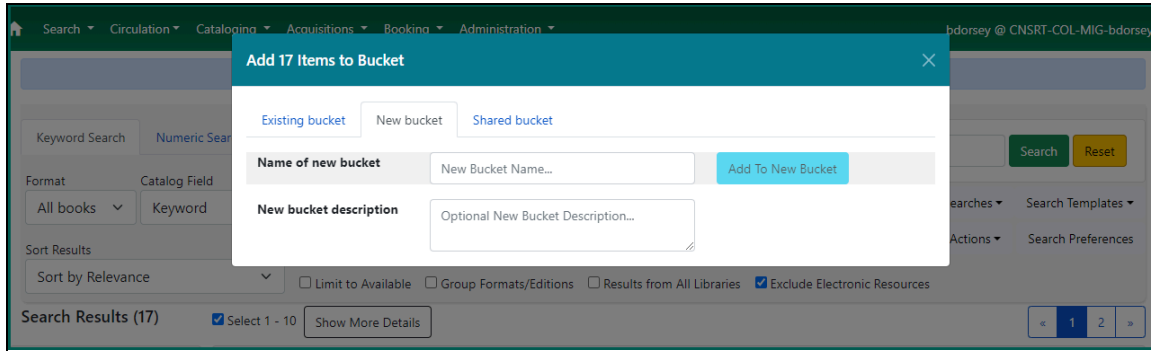 Search Circulation Cataloging Acquisitions Booking Administration bdorsey @ CNSRT-COL-MIG-bdorsey
Add 17 Items to Bucket
Existing bucket New bucket Shared bucket
Keyword Search Numeric Sear Search Reset
Name of new bucket New Bucket Name... Add To New Bucket
Format Catalog Field
All books Keyword earches Search Templates
New bucket description Optional New Bucket Description...
Sort Results Actions Search Preferences
Sort by Relevance Limit to Available Group Formats/Editions Results from All Libraries Exclude Electronic Resources
Search Results (17) Select 1 - 10 Show More Details « 1 2 »